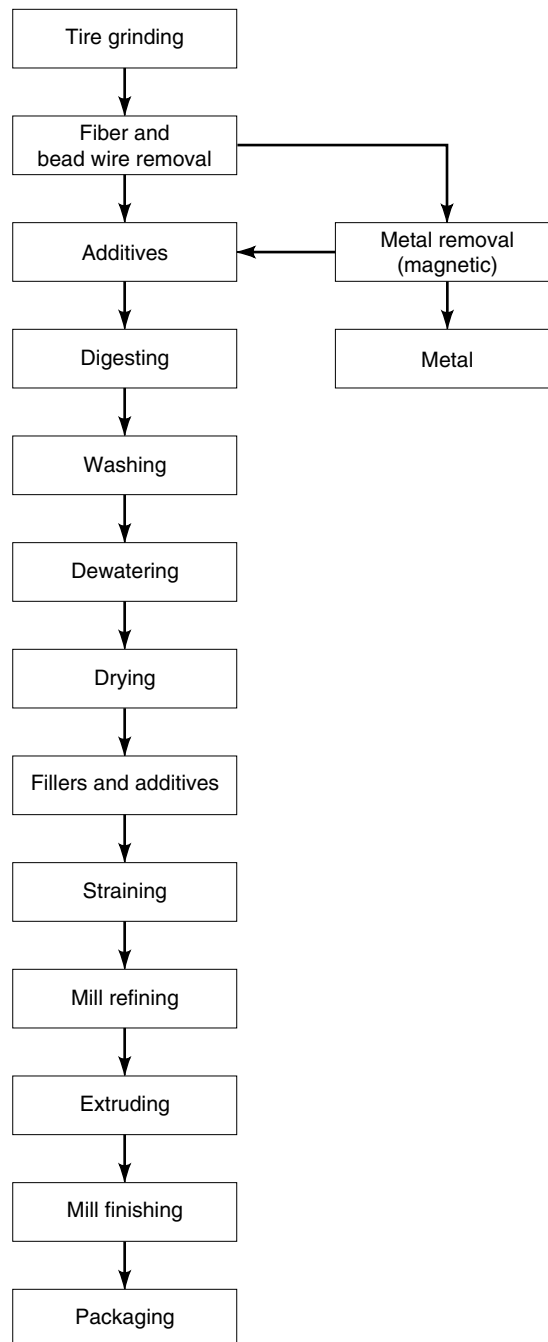 Tire grinding
Fiber and
bead wire removal
Additives
Metal removal
(magnetic)
Digesting
Metal
Washing
Dewatering
Drying
Fillers and additives
Straining
Mill refining
Extruding
Mill finishing
Packaging